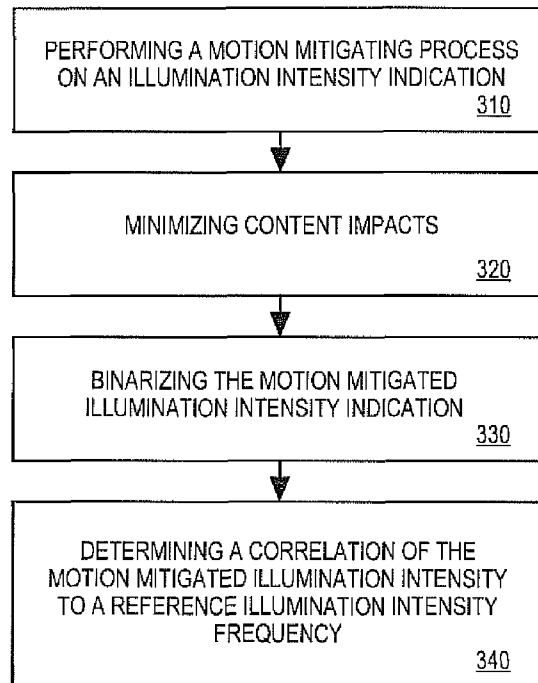 PERFORMING A MOTION MITIGATING PROCESS
ON AN ILLUMINATION INTENSITY INDICATION
310
MINIMIZING CONTENT IMPACTS
320
BINARIZING THE MOTION MITIGATED
ILLUMINATION INTENSITY INDICATION
330
DETERMINING A CORRELATION OF THE
MOTION MITIGATED ILLUMINATION INTENSITY
TO A REFERENCE ILLUMINATION INTENSITY
FREQUENCY
340